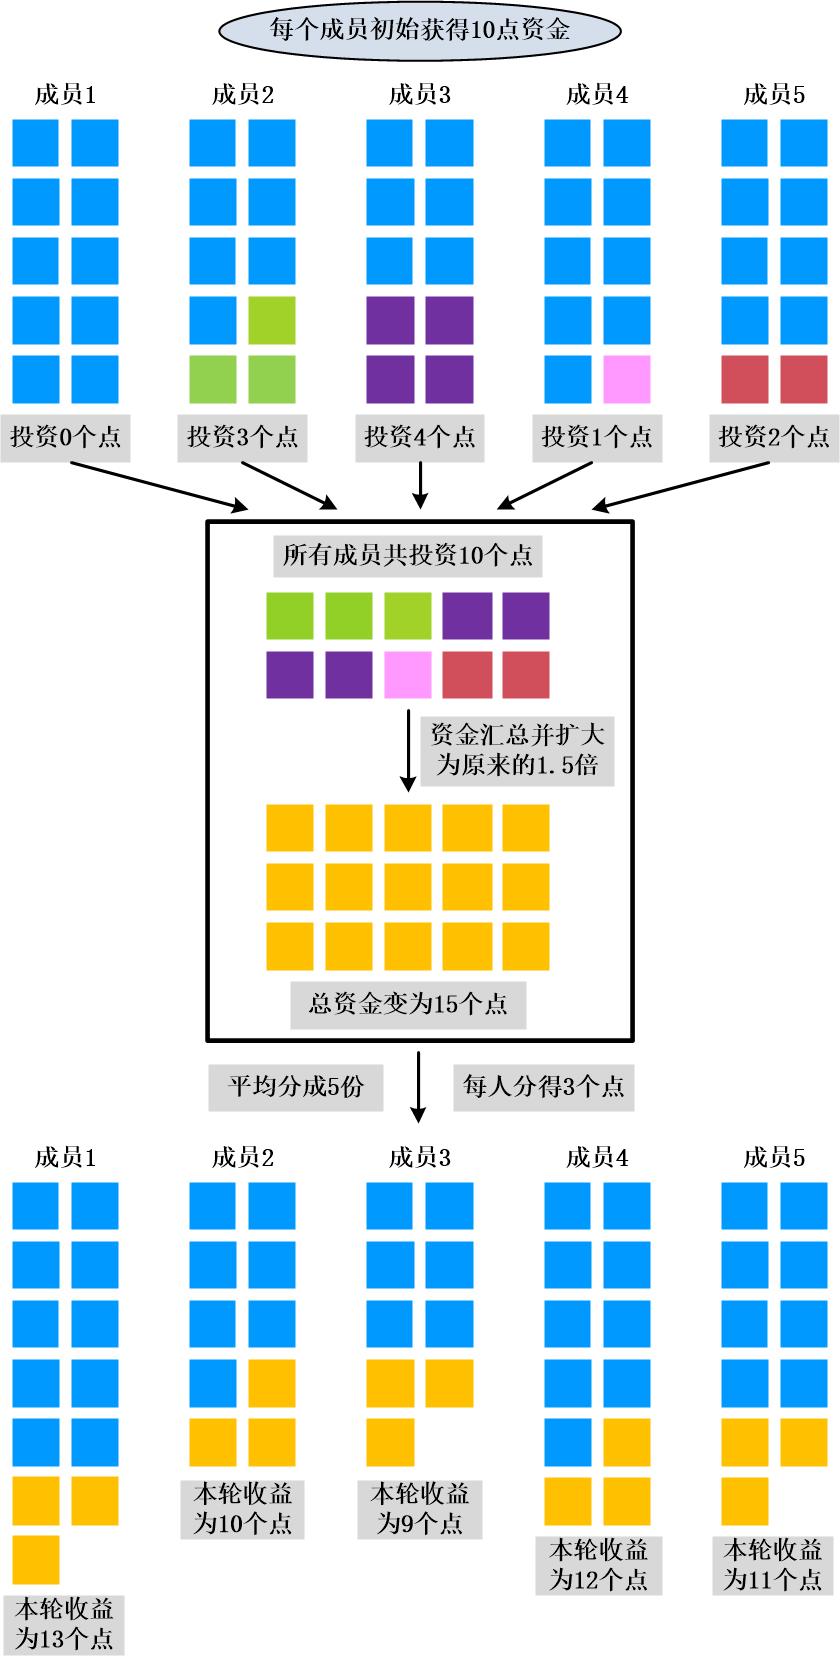 每个成员初始获得10点资金
成员1
成员2
成员3
成员4
成员5
投资0个点
投资3个点
投资4个点
投资1个点
投资2个点
所有成员共投资10个点
资金汇总并扩大
为原来的1.5倍
总资金变为15个点
平均分成5份
每人分得3个点
成员1
成员2
成员3
成员4
成员5
本轮收益
为13个点
本轮收益
为10个点
本轮收益
为9个点
本轮收益
为12个点
本轮收益
为11个点